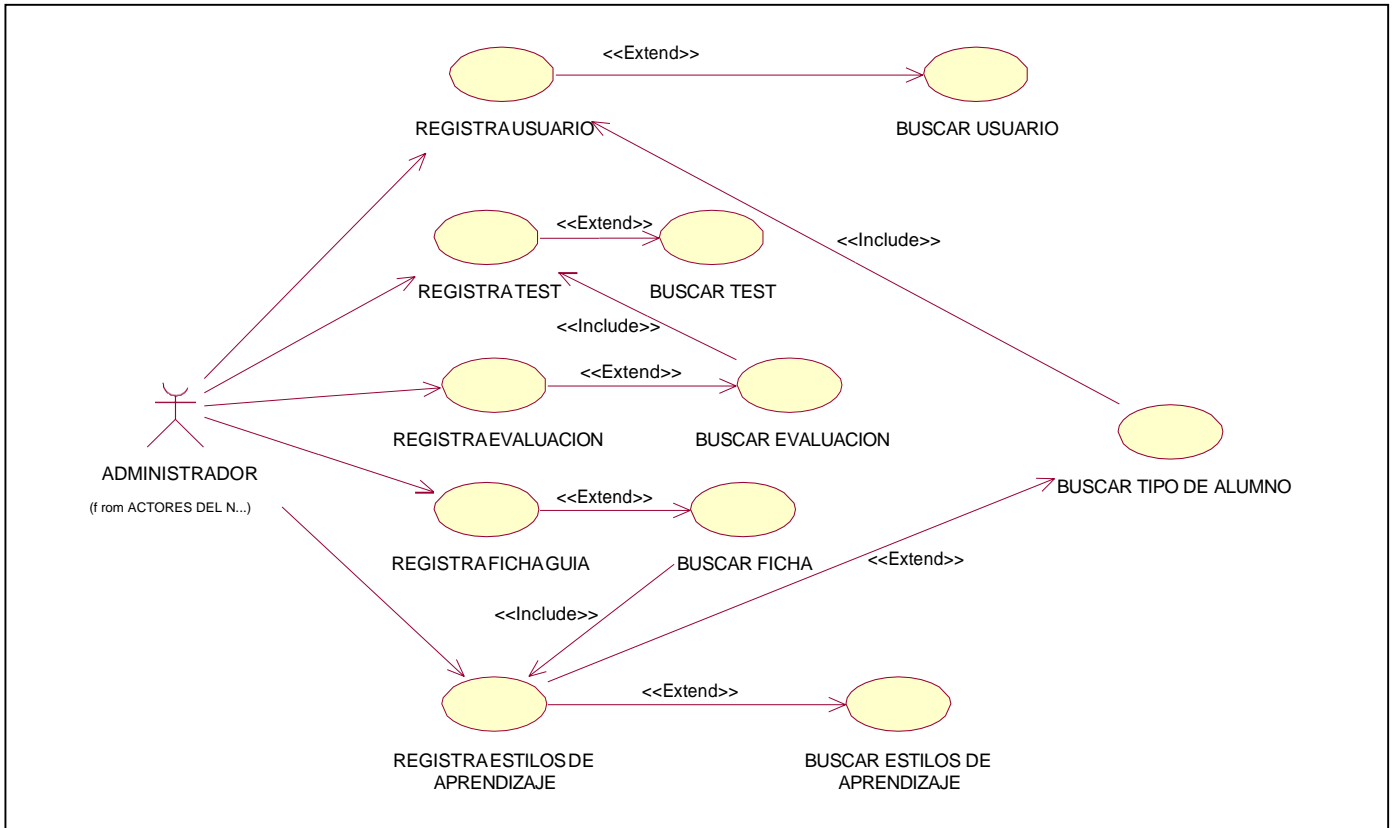 <<Extend>>
REGISTRA USUARIO
BUSCAR USUARIO
<<Extend>>
<<Include>>
REGISTRA TEST
BUSCAR TEST
<<Include>>
<<Extend>>
REGISTRA EVALUACION
BUSCAR EVALUACION
ADMINISTRADOR
(f rom ACTORES DEL N...)
BUSCAR TIPO DE ALUMNO
<<Extend>>
REGISTRA FICHA GUIA
BUSCAR FICHA
<<Extend>>
<<Include>>
<<Extend>>
REGISTRA ESTILOS DE
APRENDIZAJE
BUSCAR ESTILOS DE
APRENDIZAJE